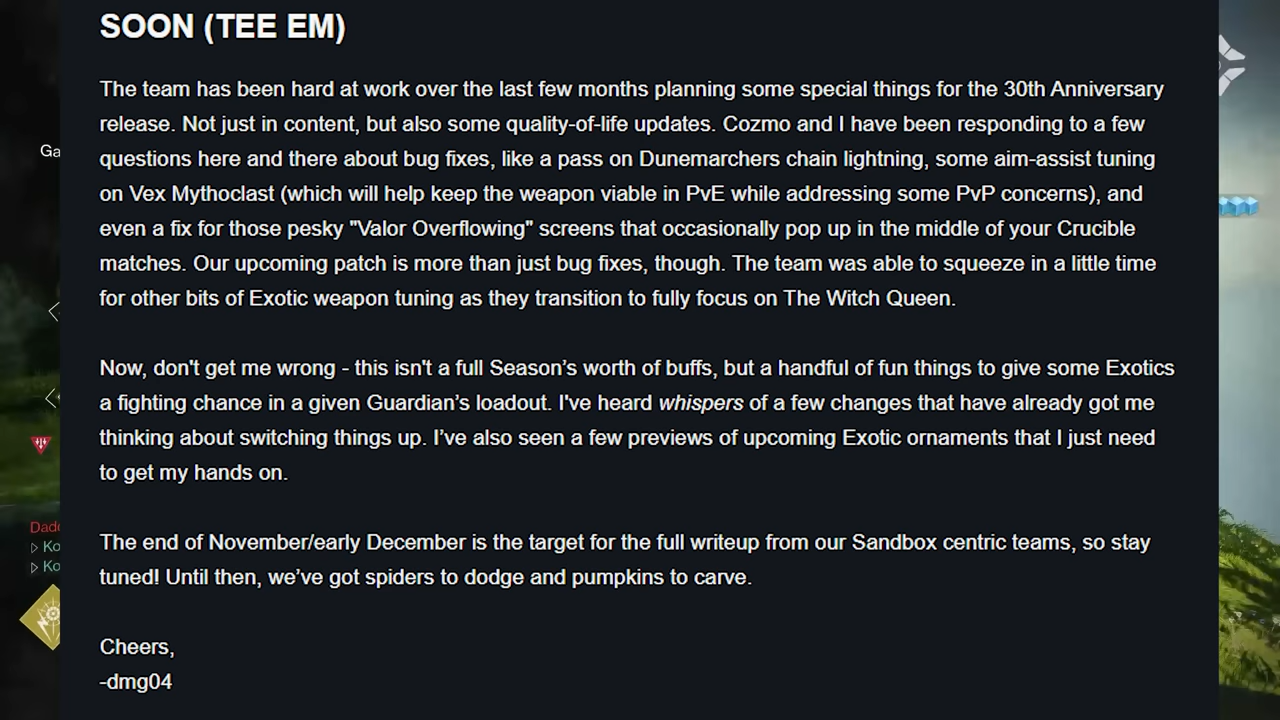 SOON (TEE EM)
The team has been hard at work over the last few months planning some special things for the 30th Anniversary
release. Not just in content, but also some quality-of-life updates. Cozmo and I have been responding to a few
questions here and there about bug fixes, like a pass on Dunemarchers chain lightning, some aim-assist tuning
on Vex Mythoclast (which will help keep the weapon viable in PvE while addressing some PvP concerns), and
even a fix for those pesky "Valor Overflowing" screens that occasionally pop up in the middle of your Crucible
matches. Our upcoming patch is more than just bug fixes, though. The team was able to squeeze in a little time
for other bits of Exotic weapon tuning as they transition to fully focus on The Witch Queen.
Now, don't get me wrong - this isn't a full Season’s worth of buffs, but a handful of fun things to give some Exotics
a fighting chance in a given Guardian’s loadout. I've heard whispers of a few changes that have already got me
thinking about switching things up. I’ve also seen a few previews of upcoming Exotic ornaments that I just need
to get my hands on.
The end of November/early December is the target for the full writeup from our Sandbox centric teams, so stay
tuned! Until then, we’ve got spiders to dodge and pumpkins to carve.
Cheers,
-dmg04
Ga
Ko
Ko